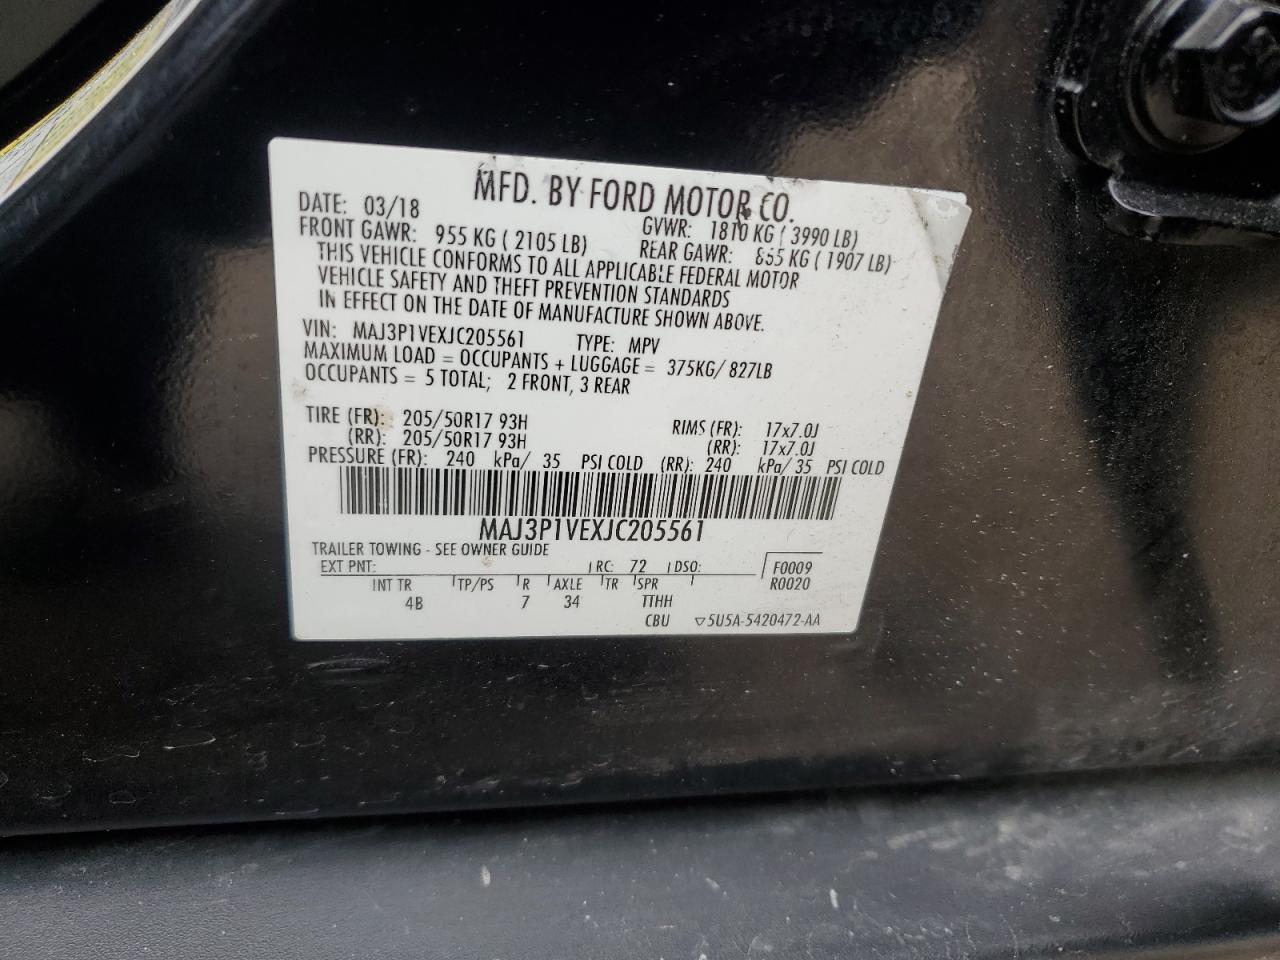 MFD. BY FORD MOTOR CO.
DATE: 03/18 GVWR: 1810 KG ( 3990 LB)
FRONT GAWR: 955 KG ( 2105 LB) REAR GAWR: 865 KG ( 1907 LB)
THIS VEHICLE CONFORMS TO ALL APPLICABLE FEDERAL MOTOR
VEHICLE SAFETY AND THEFT PREVENTION STANDARDS
IN EFFECT ON THE DATE OF MANUFACTURE SHOWN ABOVE.
VIN: MAJ3P1VEXJC205561 TYPE: MPV
MAXIMUM LOAD = OCCUPANTS + LUGGAGE = 375KG/ 827LB
OCCUPANTS = 5 TOTAL; 2 FRONT, 3 REAR
TIRE (FR): 205/50R17 93H RIMS (FR): 17x7.0J
(RR): 205/50R17 93H (RR): 17x7.0J
PRESSURE (FR): 240 kPa/ 35 PSI COLD (RR): 240 kPa/ 35 PSI COLD
MAJ3P1VEXJC205561
TRAILER TOWING - SEE OWNER GUIDE
EXT PNT: RC: 72 DSO: F0009
INT TR TP/PS R AXLE TR SPR R0020
4B 7 34 TTHH
CBU ▽5U5A-5420472-AA